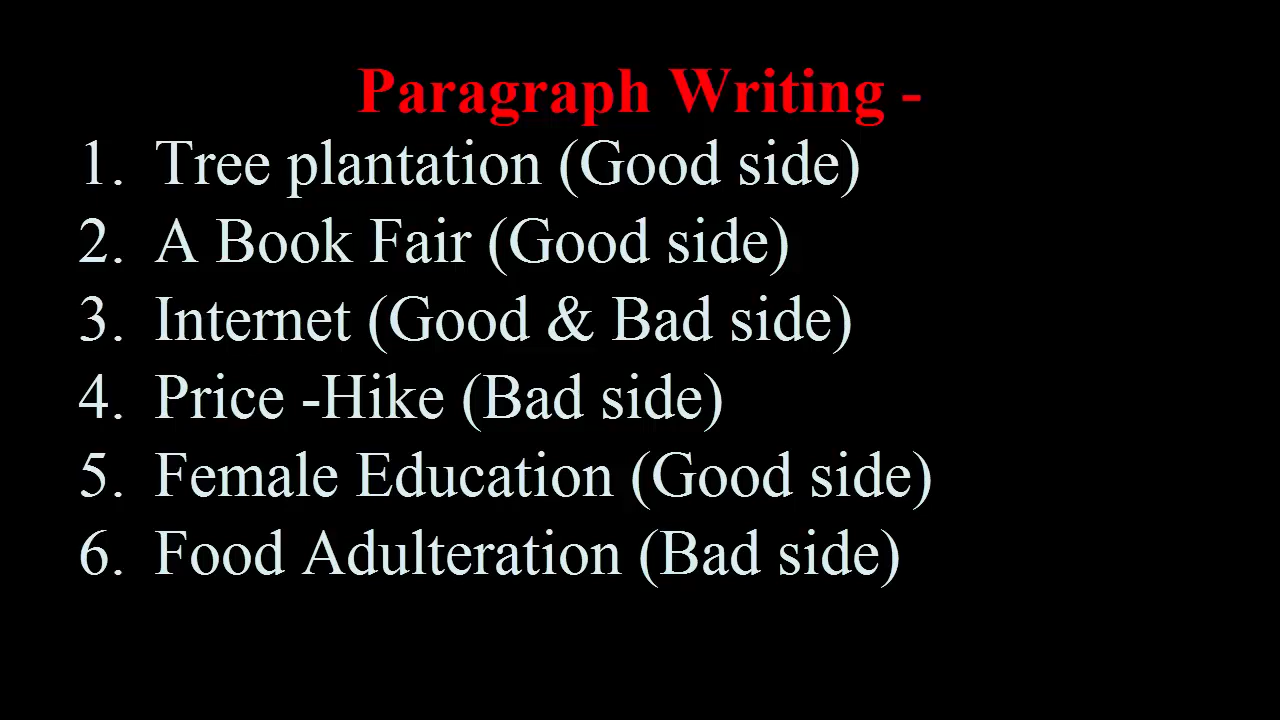 Paragraph Writing -
1. Tree plantation (Good side)
2. A Book Fair (Good side)
3. Internet (Good & Bad side)
4. Price -Hike (Bad side)
5. Female Education (Good side)
6. Food Adulteration (Bad side)